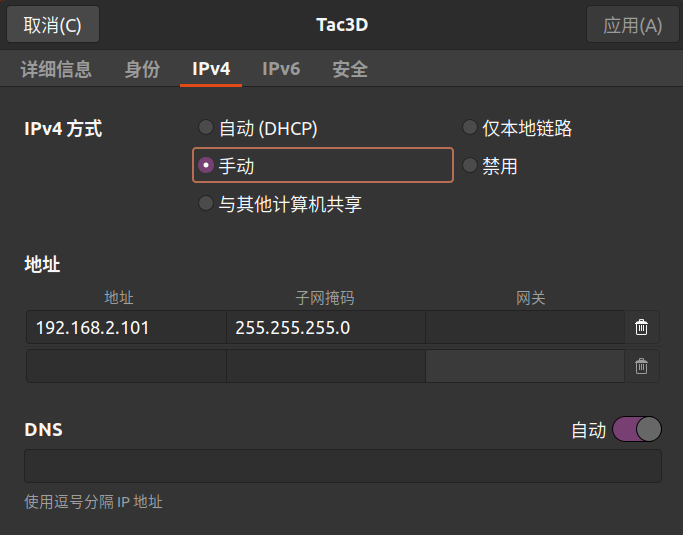 取消(C) Tac3D 应用(A)
详细信息 身份 IPv4 IPv6 安全
IPv4 方式 自动 (DHCP) 仅本地链路
手动 禁用
与其他计算机共享
地址
地址 子网掩码 网关
192.168.2.101 255.255.255.0
DNS 自动
使用逗号分隔 IP 地址